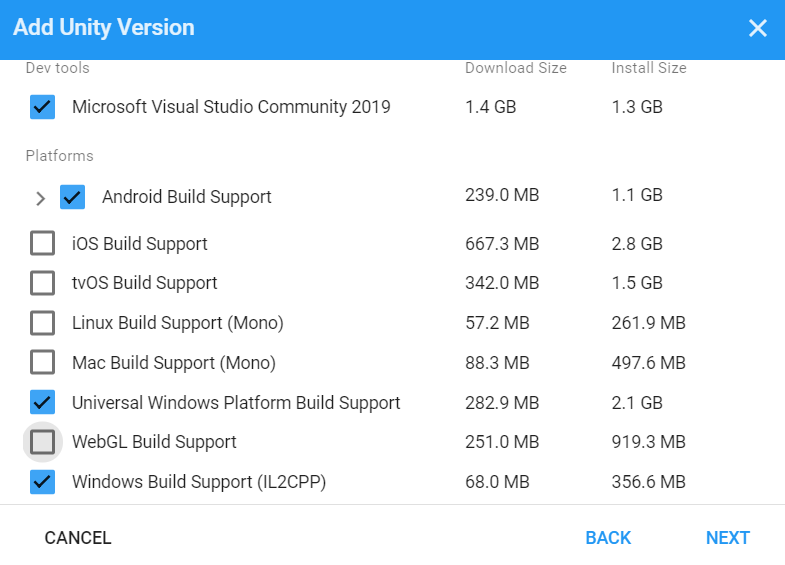 Add Unity Version
Dev tools Download Size Install Size
Microsoft Visual Studio Community 2019 1.4 GB 1.3 GB
Platforms
Android Build Support 239.0 MB 1.1 GB
iOS Build Support 667.3 MB 2.8 GB
tvOS Build Support 342.0 MB 1.5 GB
Linux Build Support (Mono) 57.2 MB 261.9 MB
Mac Build Support (Mono) 88.3 MB 497.6 MB
Universal Windows Platform Build Support 282.9 MB 2.1 GB
WebGL Build Support 251.0 MB 919.3 MB
Windows Build Support (IL2CPP) 68.0 MB 356.6 MB
CANCEL BACK NEXT